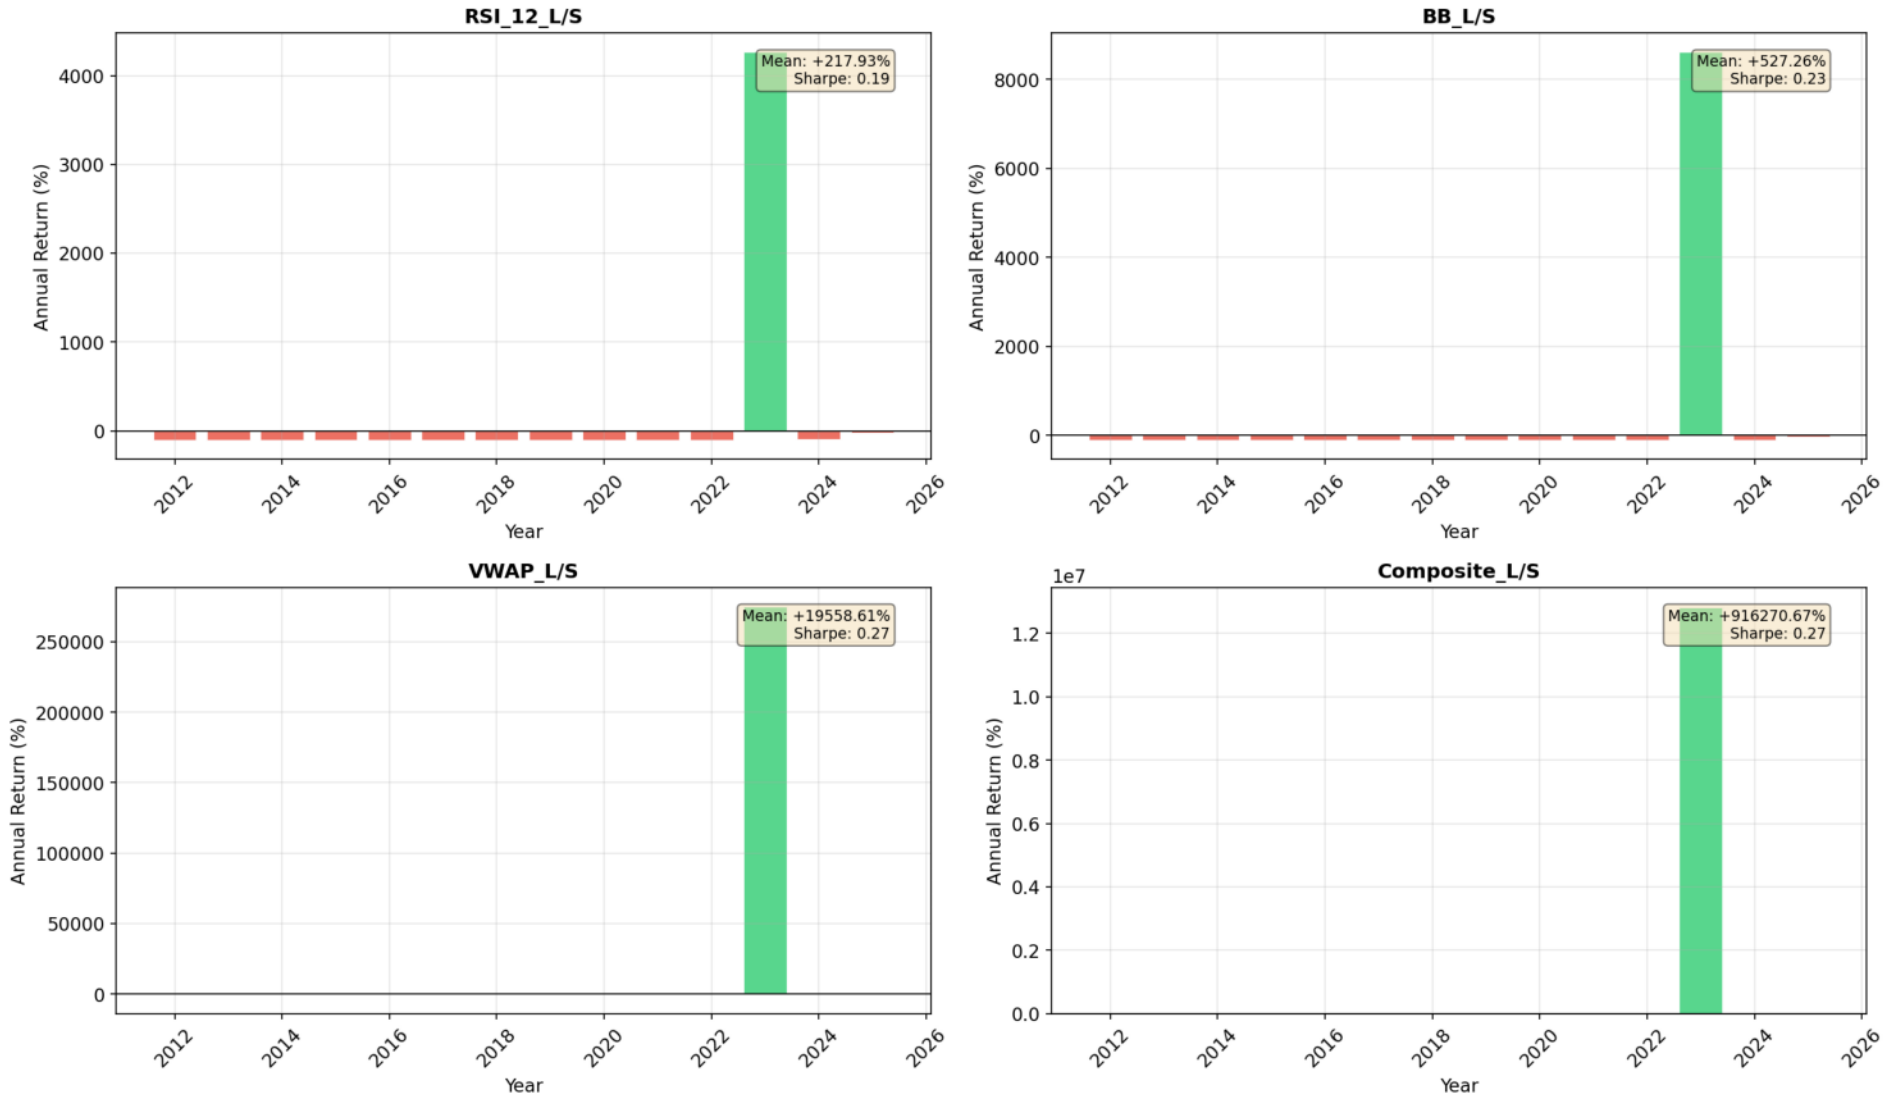 RSI_12_L/S
Mean: +217.93%
Sharpe: 0.19
Annual Return (%)
4000
3000
2000
1000
0
2012
2014
2016
2018
2020
2022
2024
2026
Year
BB_L/S
Mean: +527.26%
Sharpe: 0.23
Annual Return (%)
8000
6000
4000
2000
0
2012
2014
2016
2018
2020
2022
2024
2026
Year
VWAP_L/S
Mean: +19558.61%
Sharpe: 0.27
Annual Return (%)
250000
200000
150000
100000
50000
0
2012
2014
2016
2018
2020
2022
2024
2026
Year
1e7
Composite_L/S
Mean: +916270.67%
Sharpe: 0.27
Annual Return (%)
1.2
1.0
0.8
0.6
0.4
0.2
0.0
2012
2014
2016
2018
2020
2022
2024
2026
Year